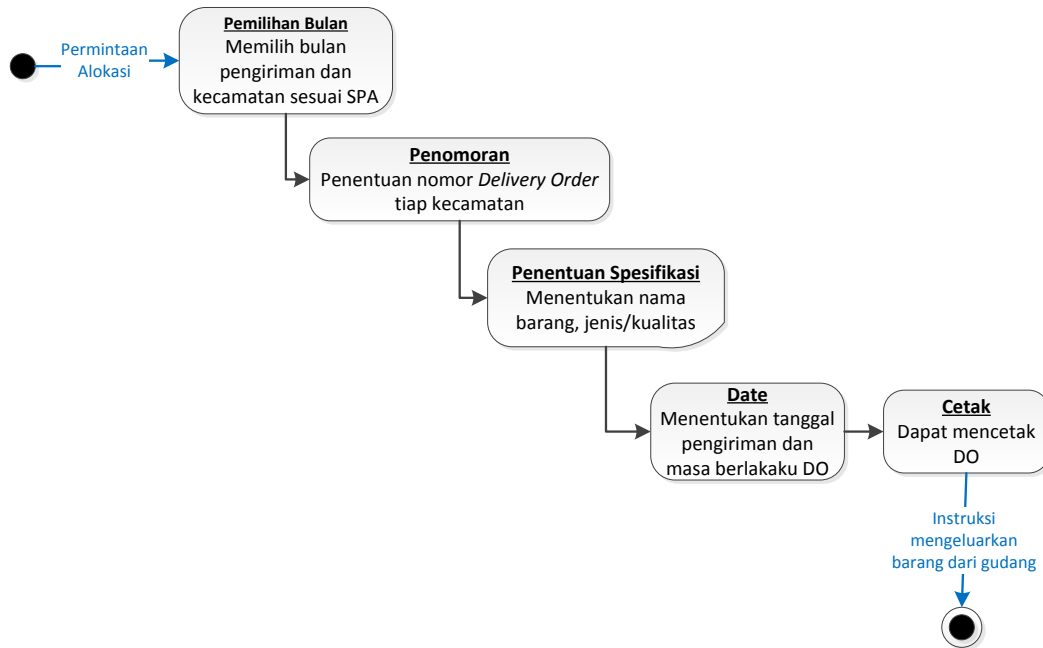 Permintaan
Alokasi
Pemilihan Bulan
Memilih bulan
pengiriman dan
kecamatan sesuai SPA
Penomoran
Penentuan nomor Delivery Order
tiap kecamatan
Penentuan Spesifikasi
Menentukan nama
barang, jenis/kualitas
Date
Menentukan tanggal
pengiriman dan
masa berlakaku DO
Cetak
Dapat mencetak
DO
Instruksi
mengeluarkan
barang dari gudang